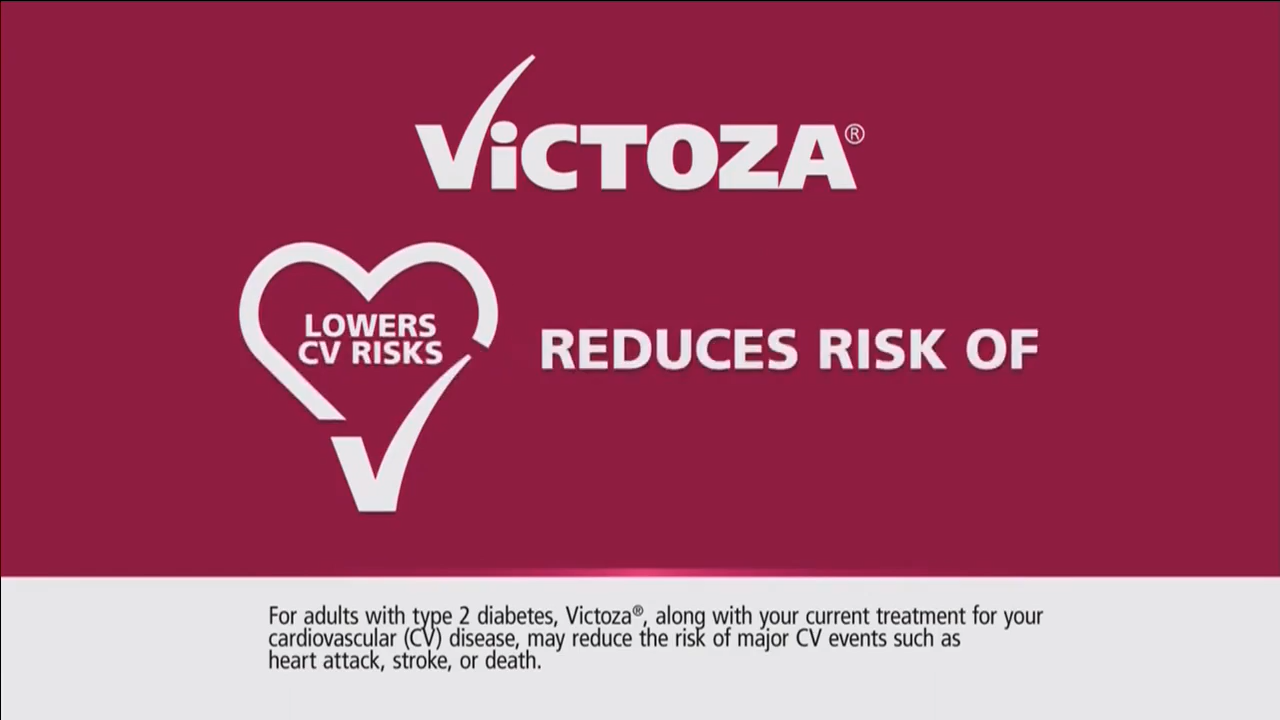 ViCTOZA®
LOWERS
CV RISKS
REDUCES RISK OF
For adults with type 2 diabetes, Victoza®, along with your current treatment for your
cardiovascular (CV) disease, may reduce the risk of major CV events such as
heart attack, stroke, or death.